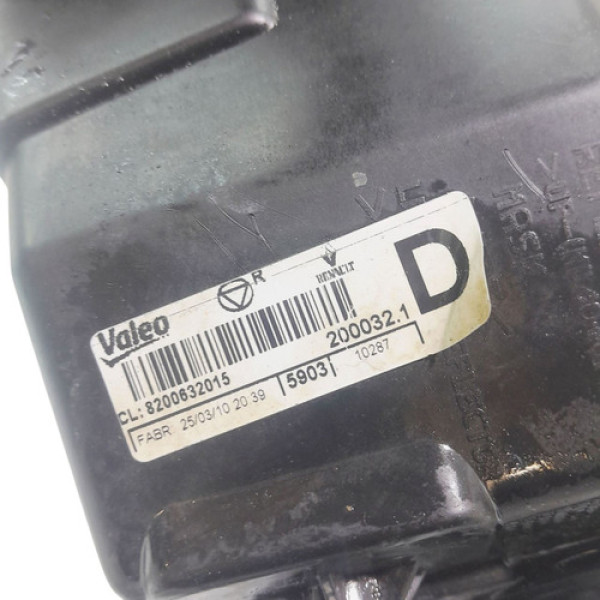 Valeo
R
RENAULT
D
200032.1
CL: 8200632015
FABR 25/03/10 20:39 5903 10287